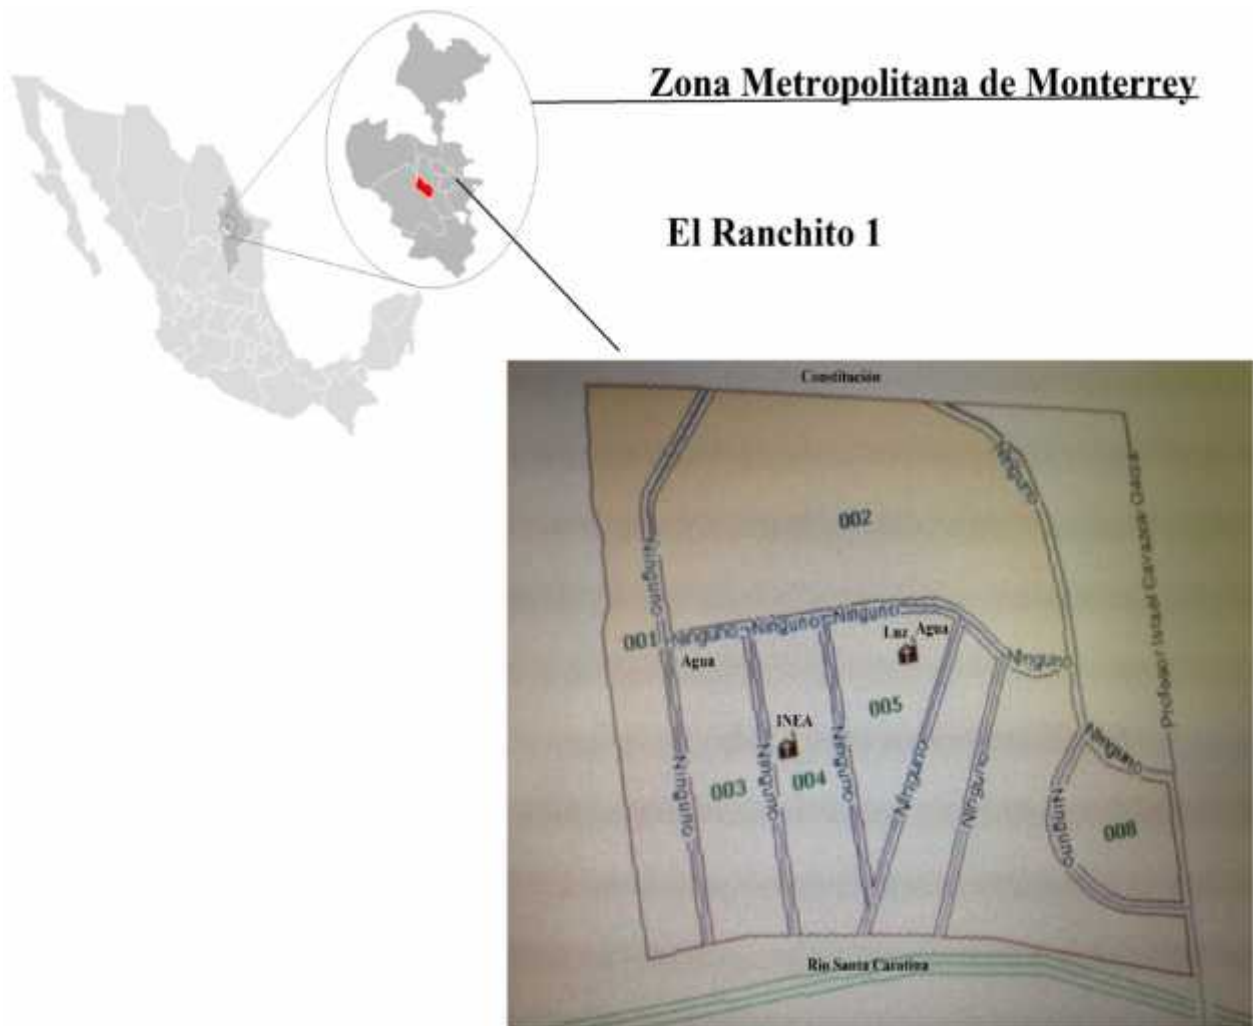 Zona Metropolitana de Monterrey
El Ranchito 1
Constitución
Ninguno
Profesor Israel Cavazos Garza
002
Ninguno
001
Ninguno
Ninguno
Ninguno
Luz
Agua
Ninguno
Agua
005
INEA
Ninguno
003
004
Ninguno
Ninguno
Ninguno
Ninguno
Ninguno
Ninguno
008
Rio Santa Catarina